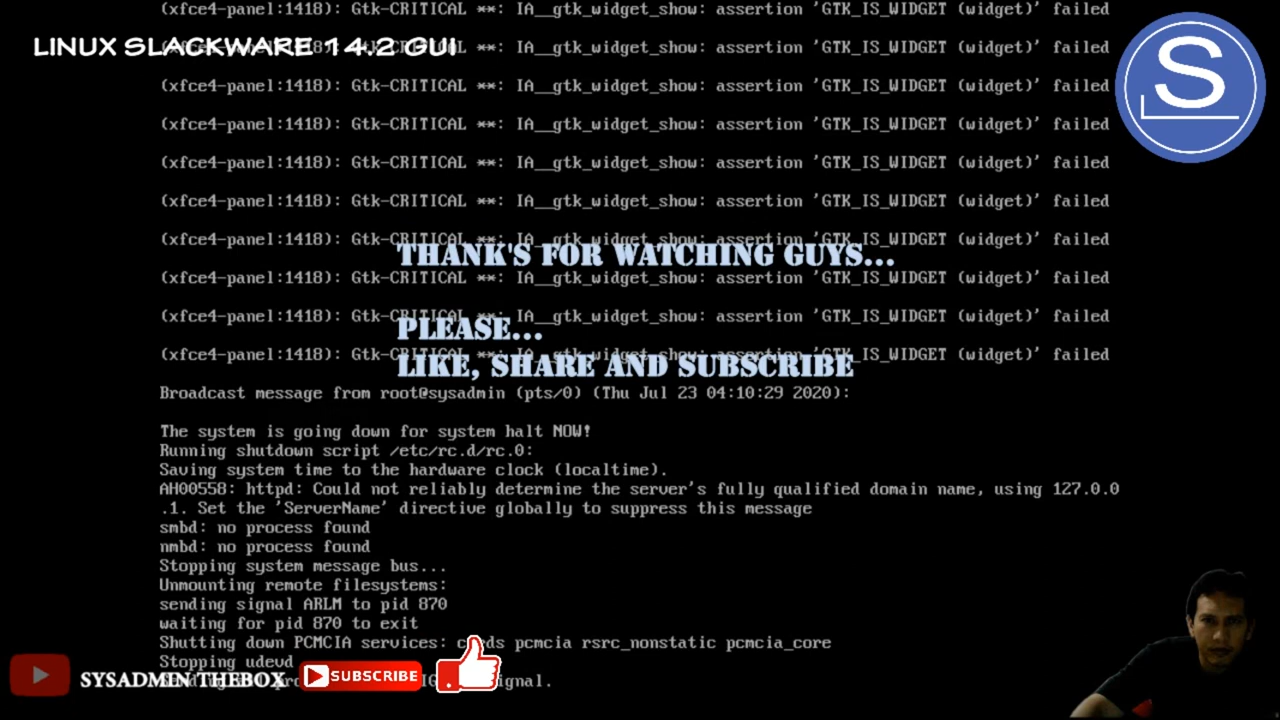 (xfce4-panel:1418): Gtk-CRITICAL **: IA__gtk_widget_show: assertion 'GTK_IS_WIDGET (widget)' failed
LINUX SLACKWARE 14.2 GUI
(xfce4-panel:1418): Gtk-CRITICAL **: IA__gtk_widget_show: assertion 'GTK_IS_WIDGET (widget)' failed
(xfce4-panel:1418): Gtk-CRITICAL **: IA__gtk_widget_show: assertion 'GTK_IS_WIDGET (widget)' failed
(xfce4-panel:1418): Gtk-CRITICAL **: IA__gtk_widget_show: assertion 'GTK_IS_WIDGET (widget)' failed
(xfce4-panel:1418): Gtk-CRITICAL **: IA__gtk_widget_show: assertion 'GTK_IS_WIDGET (widget)' failed
(xfce4-panel:1418): Gtk-CRITICAL **: IA__gtk_widget_show: assertion 'GTK_IS_WIDGET (widget)' failed
(xfce4-panel:1418): Gtk-CRITICAL **: IA__gtk_widget_show: assertion 'GTK_IS_WIDGET (widget)' failed
THANK'S FOR WATCHING GUYS...
(xfce4-panel:1418): Gtk-CRITICAL **: IA__gtk_widget_show: assertion 'GTK_IS_WIDGET (widget)' failed
(xfce4-panel:1418): Gtk-CRITICAL **: IA__gtk_widget_show: assertion 'GTK_IS_WIDGET (widget)' failed
PLEASE...
(xfce4-panel:1418): Gtk-CRITICAL **: IA__gtk_widget_show: assertion 'GTK_IS_WIDGET (widget)' failed
LIKE, SHARE AND SUBSCRIBE
Broadcast message from root@sysadmin (pts/0) (Thu Jul 23 04:10:29 2020):
The system is going down for system halt NOW!
Running shutdown script /etc/rc.d/rc.0:
Saving system time to the hardware clock (localtime).
AH00558: httpd: Could not reliably determine the server's fully qualified domain name, using 127.0.0
.1. Set the 'ServerName' directive globally to suppress this message
smbd: no process found
nmbd: no process found
Stopping system message bus...
Unmounting remote filesystems:
sending signal ARLM to pid 870
waiting for pid 870 to exit
Shutting down PCMCIA services: cards pcmcia rsrc_nonstatic pcmcia_core
Stopping udevd
SYSADMIN THEBOX
SUBSCRIBE
S